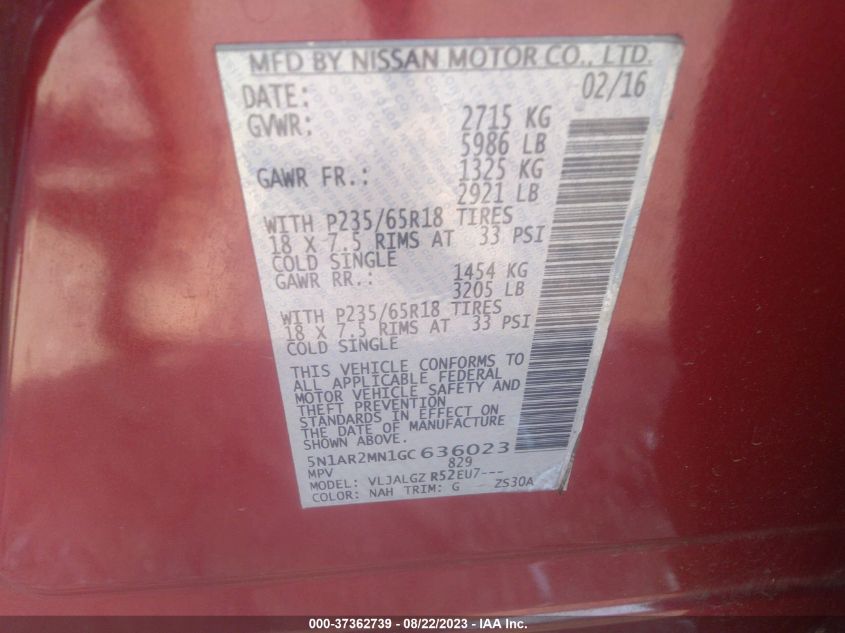 MFD BY NISSAN MOTOR CO., LTD.
DATE: 02/16
GVWR: 2715 KG
5986 LB
GAWR FR.: 1325 KG
2921 LB
WITH P235/65R18 TIRES
18 X 7.5 RIMS AT 33 PSI
COLD SINGLE
GAWR RR.: 1454 KG
3205 LB
WITH P235/65R18 TIRES
18 X 7.5 RIMS AT 33 PSI
COLD SINGLE
THIS VEHICLE CONFORMS TO
ALL APPLICABLE FEDERAL
MOTOR VEHICLE SAFETY AND
THEFT PREVENTION
STANDARDS IN EFFECT ON
THE DATE OF MANUFACTURE
SHOWN ABOVE.
5N1AR2MN1GC 636023
MPV 829
MODEL: VLJALGZ R52EU7---
COLOR: NAH TRIM: G ZS30A
000-37362739 - 08/22/2023 - IAA Inc.